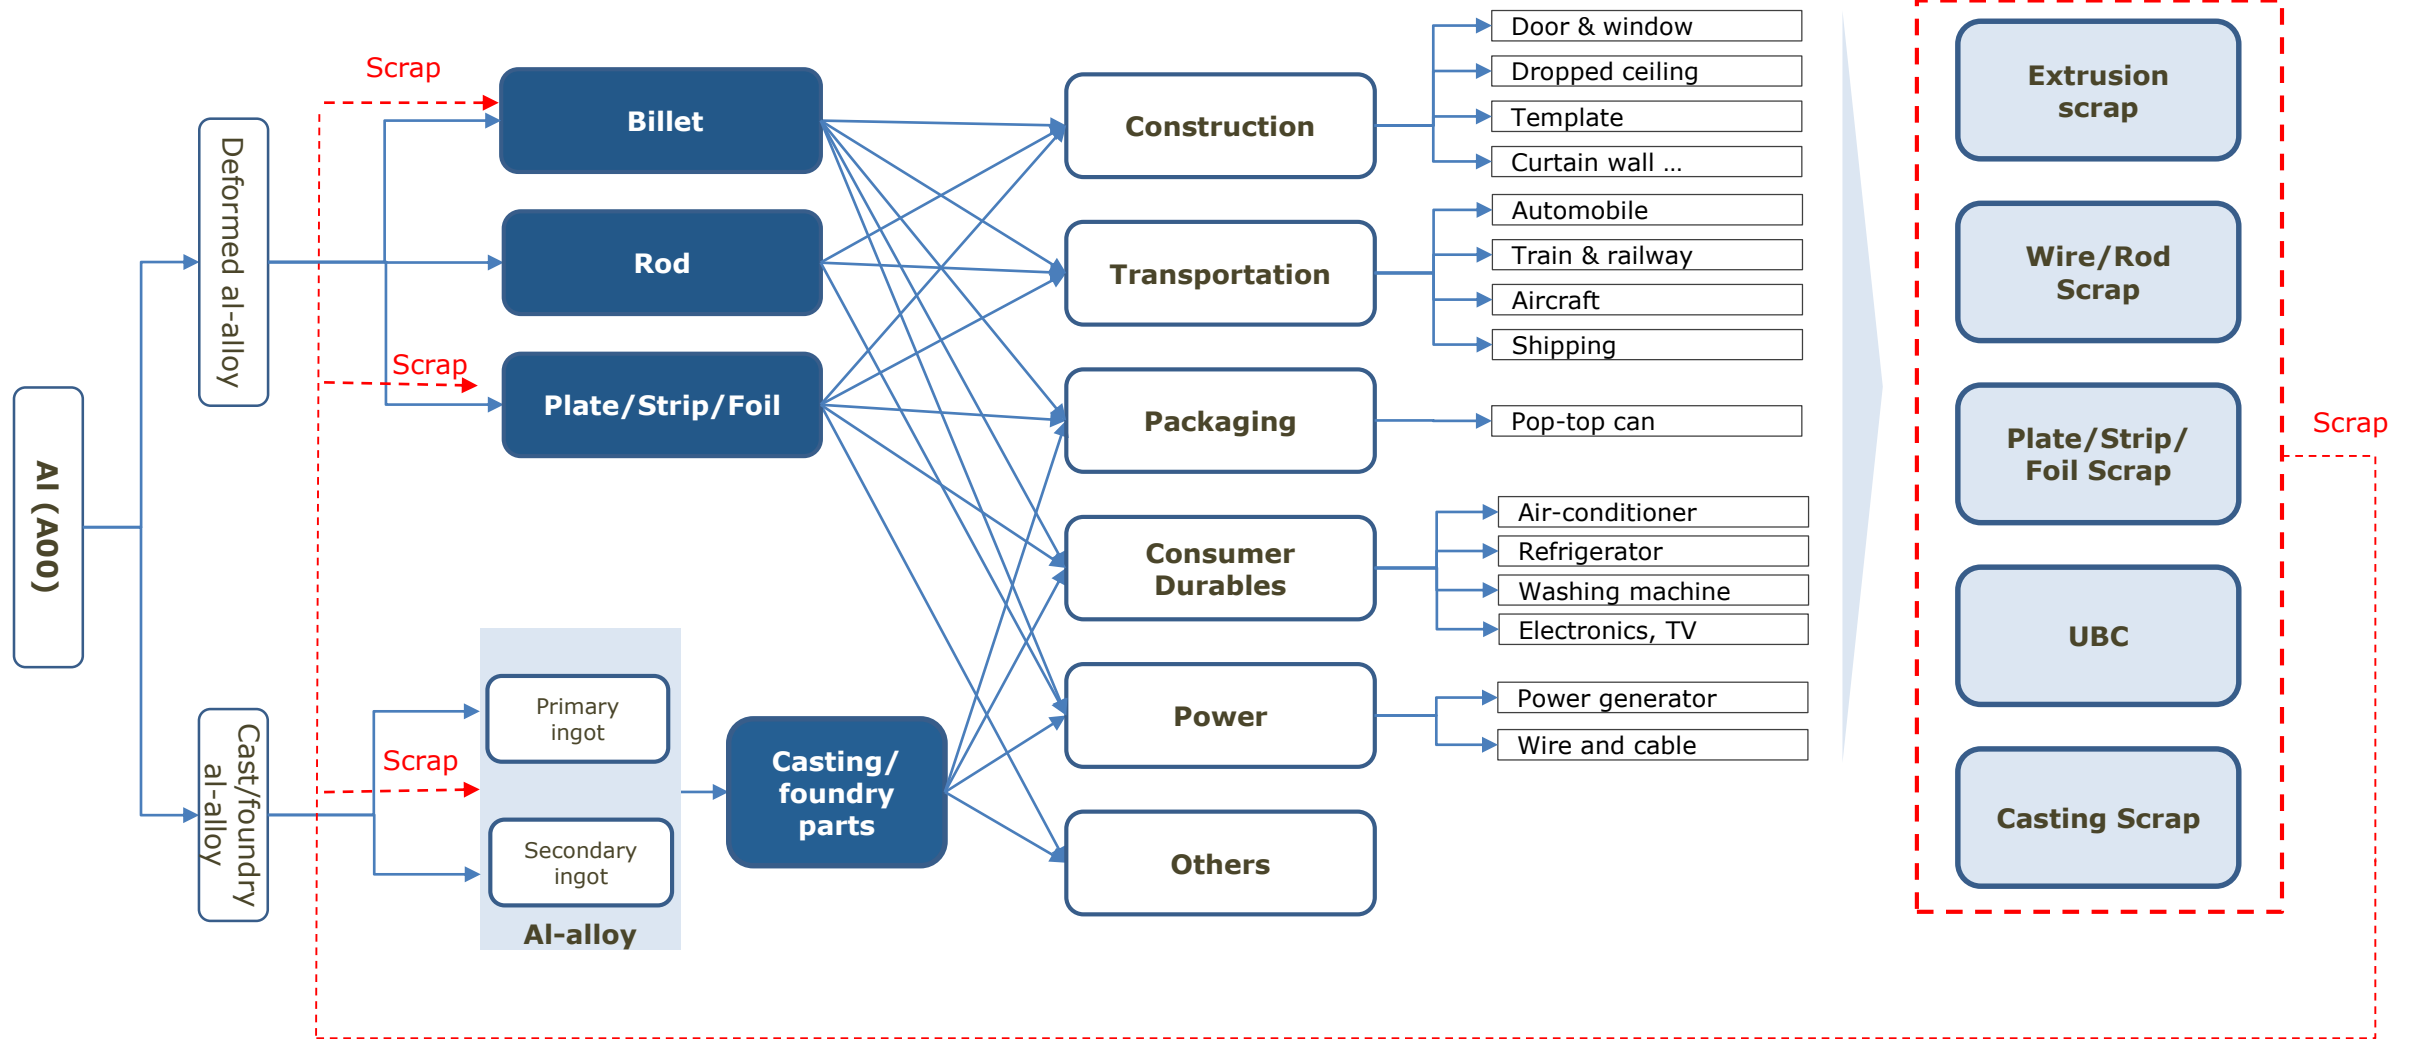 Al (A00)
Deformed al-alloy
Cast/foundry
al-alloy
Scrap
Billet
Rod
Scrap
Plate/Strip/Foil
Primary
ingot
Scrap
Secondary
ingot
Al-alloy
Casting/
foundry
parts
Construction
Transportation
Packaging
Consumer
Durables
Power
Others
Door & window
Dropped ceiling
Template
Curtain wall ...
Automobile
Train & railway
Aircraft
Shipping
Pop-top can
Air-conditioner
Refrigerator
Washing machine
Electronics, TV
Power generator
Wire and cable
Extrusion
scrap
Wire/Rod
Scrap
Plate/Strip/
Foil Scrap
UBC
Casting Scrap
Scrap